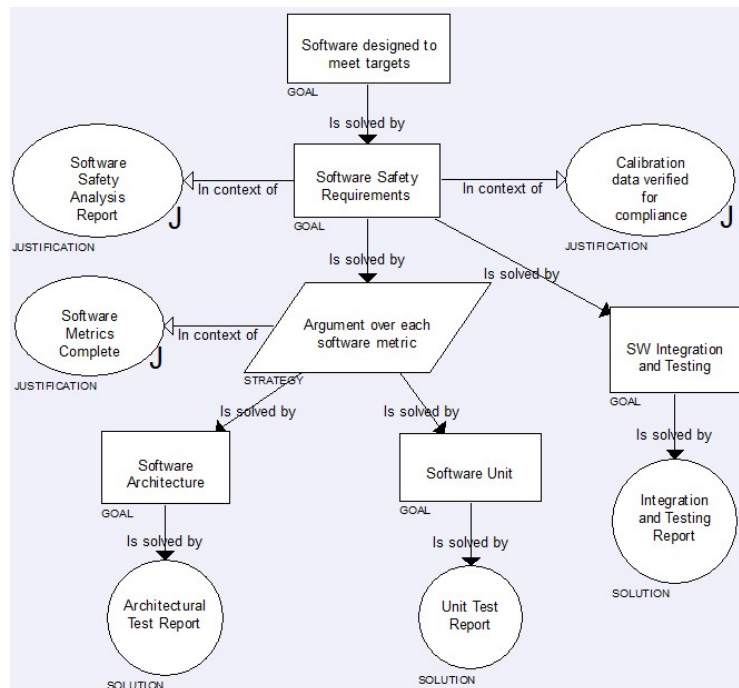 Software designed to
meet targets
GOAL
Is solved by
Software
Safety
Analysis
Report
J
JUSTIFICATION
In context of
Software Safety
Requirements
GOAL
In context of
Calibration
data verified
for
compliance
J
JUSTIFICATION
Is solved by
Is solved by
Software
Metrics
Complete
J
JUSTIFICATION
In context of
Argument over each
software metric
STRATEGY
SW Integration
and Testing
GOAL
Is solved by
Is solved by
Is solved by
Software
Architecture
GOAL
Software Unit
GOAL
Integration
and Testing
Report
SOLUTION
Is solved by
Is solved by
Architectural
Test Report
SOLUTION
Unit Test
Report
SOLUTION